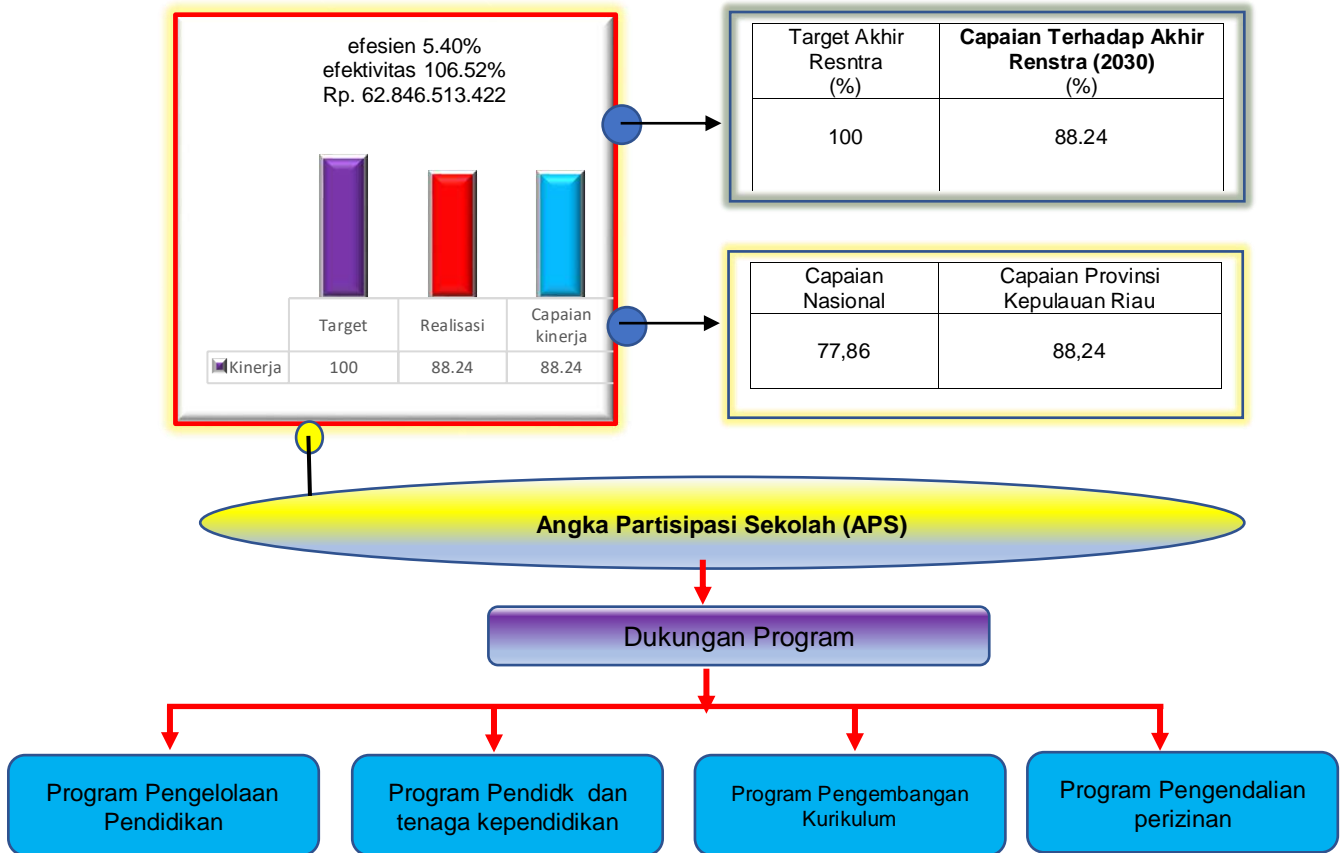 efesien 5.40%
efektivitas 106.52%
Rp. 62.846.513.422
Target
Realisasi
Capaian
kinerja
Kinerja
100
88.24
88.24
Target Akhir
Resntra
(%)
Capaian Terhadap Akhir
Renstra (2030)
(%)
100
88.24
Capaian
Nasional
Capaian Provinsi
Kepulauan Riau
77,86
88,24
Angka Partisipasi Sekolah (APS)
Dukungan Program
Program Pengelolaan
Pendidikan
Program Pendidk dan
tenaga kependidikan
Program Pengembangan
Kurikulum
Program Pengendalian
perizinan